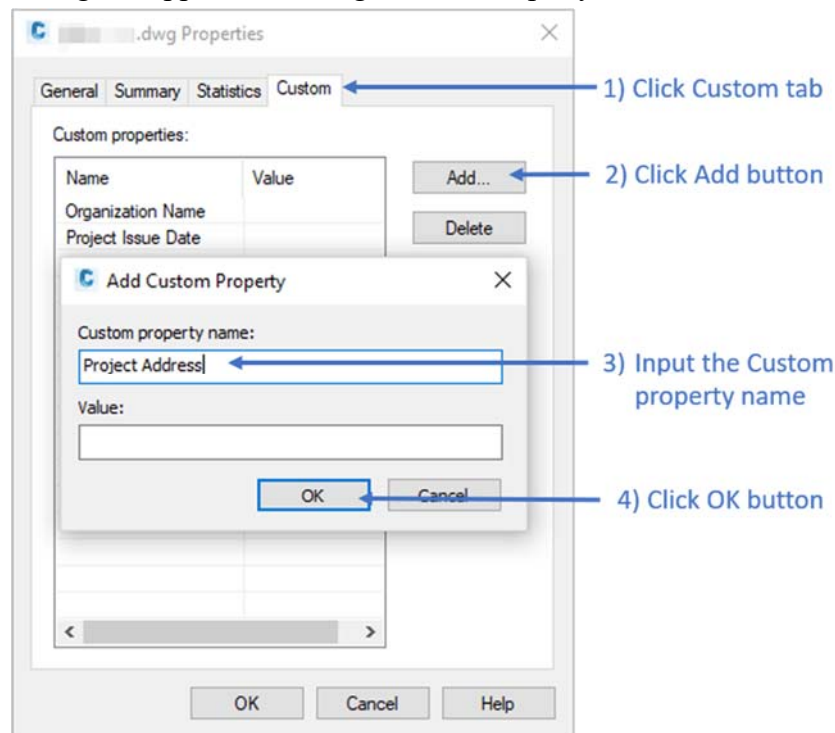 .dwg Properties
General Summary Statistics Custom
1) Click Custom tab
Custom properties:
Name Value
Add...
2) Click Add button
Organization Name
Project Issue Date
Delete
Add Custom Property
Custom property name:
Project Address
3) Input the Custom
property name
Value:
OK Cancel
4) Click OK button
OK Cancel Help